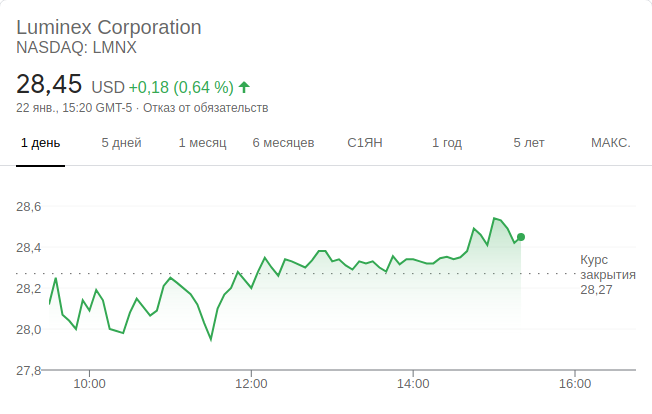 Luminex Corporation
NASDAQ: LMNX
28,45 USD +0,18 (0,64 %)
22 янв., 15:20 GMT-5 · Отказ от обязательств
1 день 5 дней 1 месяц 6 месяцев С1ЯН 1 год 5 лет МАКС.
28,6
28,4
28,2
28,0
27,8
Курс
закрытия
28,27
10:00 12:00 14:00 16:00